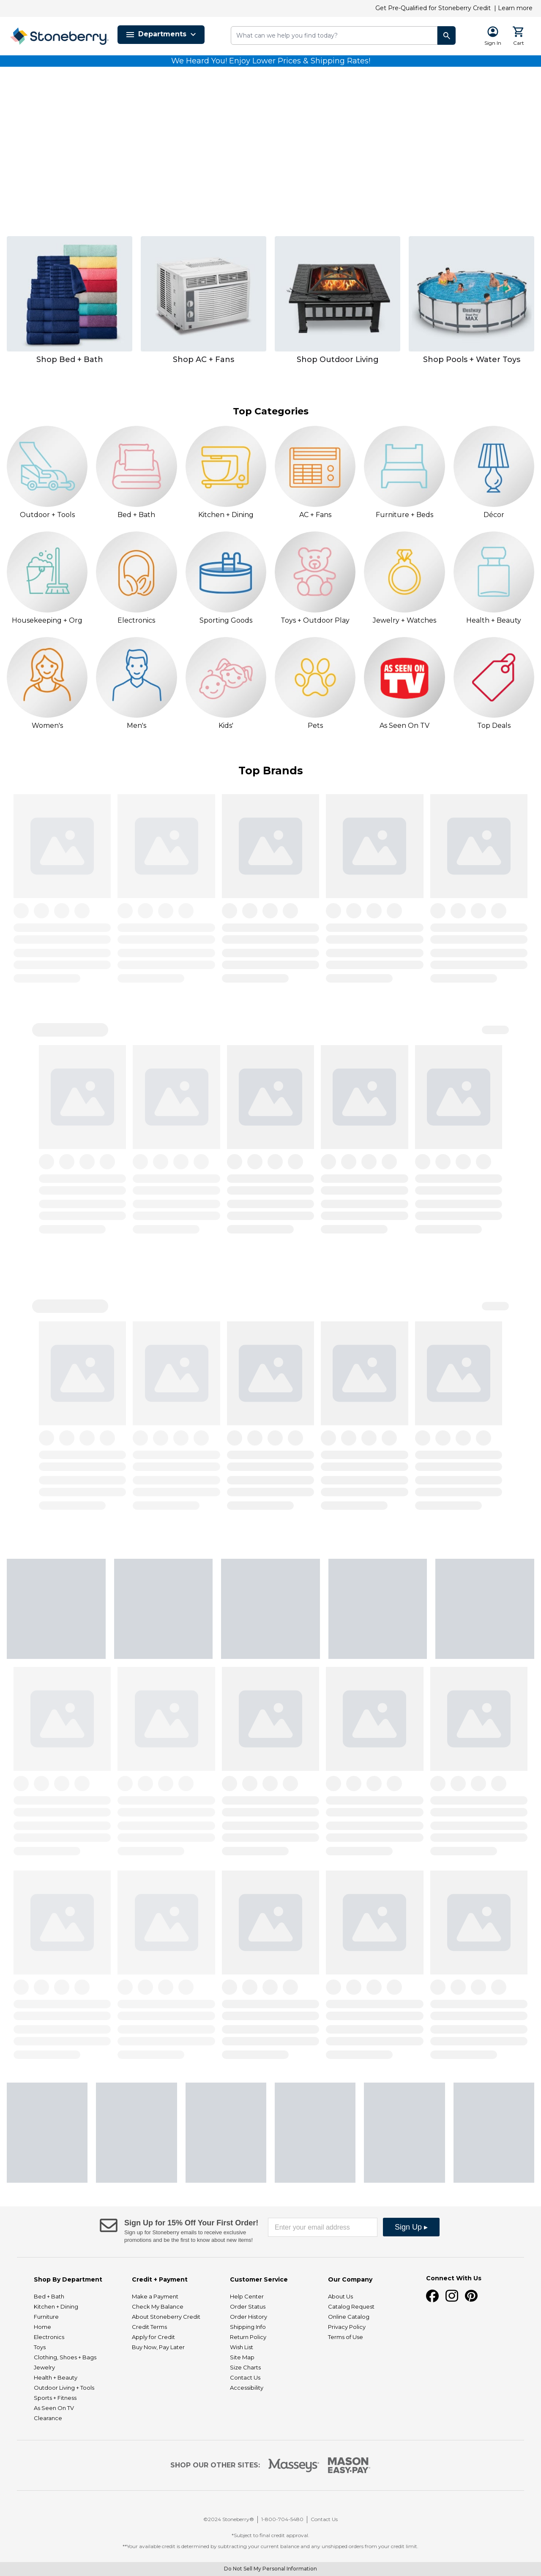 Get Pre-Qualified for Stoneberry Credit | Learn more
Stoneberry.
Departments
What can we help you find today?
Sign In
Cart
We Heard You! Enjoy Lower Prices & Shipping Rates!
Bestway
Steel Pro
MAX
Shop Bed + Bath
Shop AC + Fans
Shop Outdoor Living
Shop Pools + Water Toys
Top Categories
Outdoor + Tools
Bed + Bath
Kitchen + Dining
AC + Fans
Furniture + Beds
Décor
Housekeeping + Org
Electronics
Sporting Goods
Toys + Outdoor Play
Jewelry + Watches
Health + Beauty
AS SEEN ON
TV
Women's
Men's
Kids'
Pets
As Seen On TV
Top Deals
Top Brands
Sign Up for 15% Off Your First Order!
Sign up for Stoneberry emails to receive exclusive
promotions and be the first to know about new items!
Enter your email address
Sign Up ▸
Shop By Department
Bed + Bath
Kitchen + Dining
Furniture
Home
Electronics
Toys
Clothing, Shoes + Bags
Jewelry
Health + Beauty
Outdoor Living + Tools
Sports + Fitness
As Seen On TV
Clearance
Credit + Payment
Make a Payment
Check My Balance
About Stoneberry Credit
Credit Terms
Apply for Credit
Buy Now, Pay Later
Customer Service
Help Center
Order Status
Order History
Shipping Info
Return Policy
Wish List
Site Map
Size Charts
Contact Us
Accessibility
Our Company
About Us
Catalog Request
Online Catalog
Privacy Policy
Terms of Use
Connect With Us
SHOP OUR OTHER SITES:
Masseys
MASON
EASY-PAY
©2024 Stoneberry® | 1-800-704-5480 | Contact Us
*Subject to final credit approval.
**Your available credit is determined by subtracting your current balance and any unshipped orders from your credit limit.
Do Not Sell My Personal Information